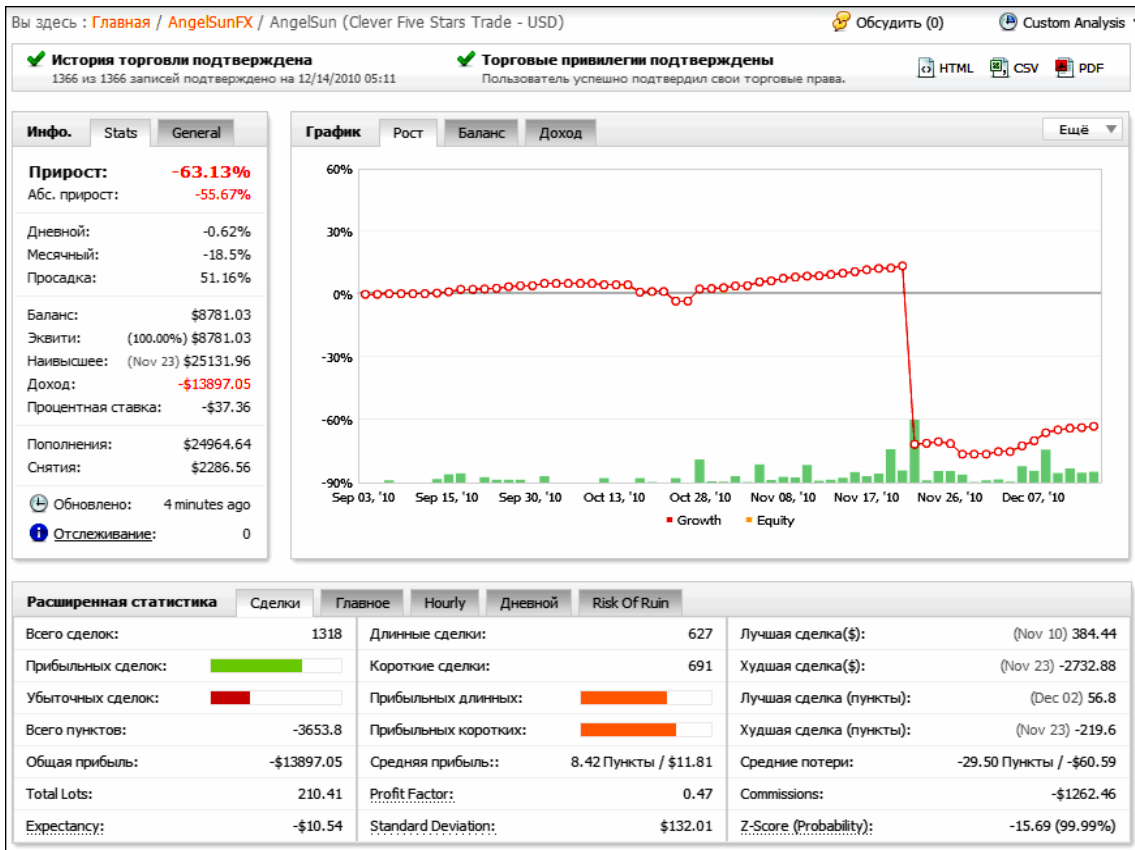 Вы здесь : Главная / AngelSunFX / AngelSun (Clever Five Stars Trade - USD)
Обсудить (0)
Custom Analysis
История торговли подтверждена
1366 из 1366 записей подтверждено на 12/14/2010 05:11
Торговые привилегии подтверждены
Пользователь успешно подтвердил свои торговые права.
HTML CSV PDF
Инфо. Stats General
Прирост: -63.13%
Абс. прирост: -55.67%
Дневной: -0.62%
Месячный: -18.5%
Просадка: 51.16%
Баланс: $8781.03
Эквити: (100.00%) $8781.03
Наивысшее: (Nov 23) $25131.96
Доход: -$13897.05
Процентная ставка: -$37.36
Пополнения: $24964.64
Снятия: $2286.56
Обновлено: 4 minutes ago
Отслеживание: 0
График Рост Баланс Доход
Ещё
60%
30%
0%
-30%
-60%
-90%
Sep 03, '10 Sep 15, '10 Sep 30, '10 Oct 13, '10 Oct 28, '10 Nov 08, '10 Nov 17, '10 Nov 26, '10 Dec 07, '10
Growth Equity
Расширенная статистика Сделки Главное Hourly Дневной Risk Of Ruin
Всего сделок: 1318 Длинные сделки: 627 Лучшая сделка($): (Nov 10) 384.44
Прибыльных сделок: Короткие сделки: 691 Худшая сделка($): (Nov 23) -2732.88
Убыточных сделок: Прибыльных длинных: Лучшая сделка (пункты): (Dec 02) 56.8
Всего пунктов: -3653.8 Прибыльных коротких: Худшая сделка (пункты): (Nov 23) -219.6
Общая прибыль: -$13897.05 Средняя прибыль:: 8.42 Пункты / $11.81 Средние потери: -29.50 Пункты / -$60.59
Total Lots: 210.41 Profit Factor: 0.47 Commissions: -$1262.46
Expectancy: -$10.54 Standard Deviation: $132.01 Z-Score (Probability): -15.69 (99.99%)